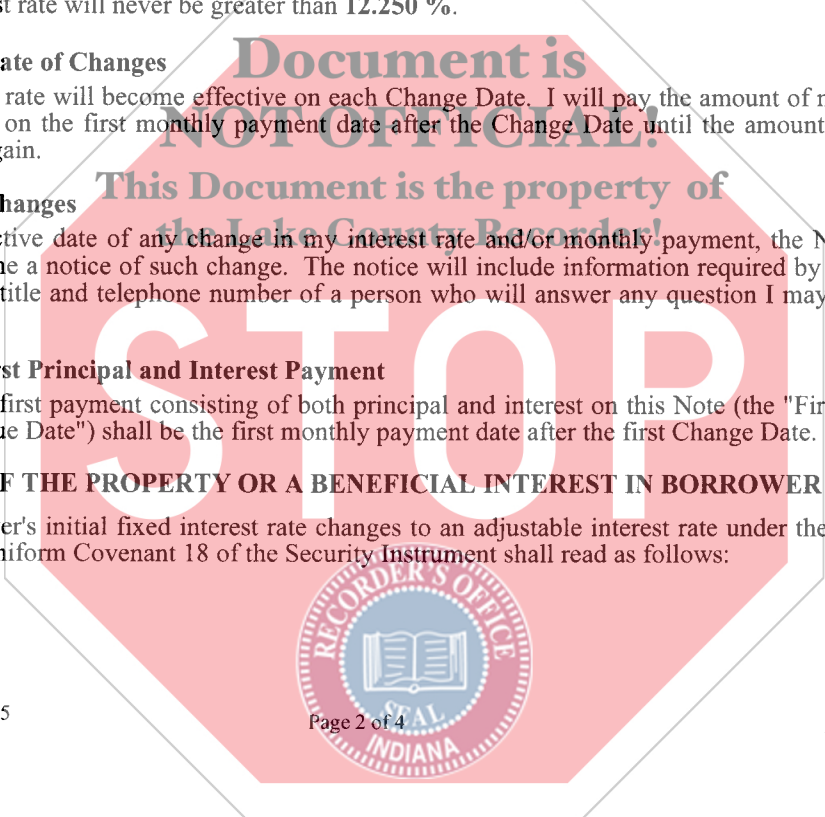 st rate will never be greater than 12.250 %.
ate of Changes
Document is
rate will become effective on each Change Date. I will pay the amount of
on the first monthly payment date after the Change Date until the amount
NOT OFFICIAL!
gain.
This Document is the property of
hanges
the Lake County Recorder!
ctive date of any change in my interest rate and/or monthly payment, the N
ne a notice of such change. The notice will include information required by
title and telephone number of a person who will answer any question I may
STOP
st Principal and Interest Payment
first payment consisting of both principal and interest on this Note (the "Fir
ue Date") shall be the first monthly payment date after the first Change Date.
F THE PROPERTY OR A BENEFICIAL INTEREST IN BORROWER
er's initial fixed interest rate changes to an adjustable interest rate under the
niform Covenant 18 of the Security Instrument shall read as follows:
RECORDER'S OFFICE
SEAL
INDIANA
5
Page 2 of 4